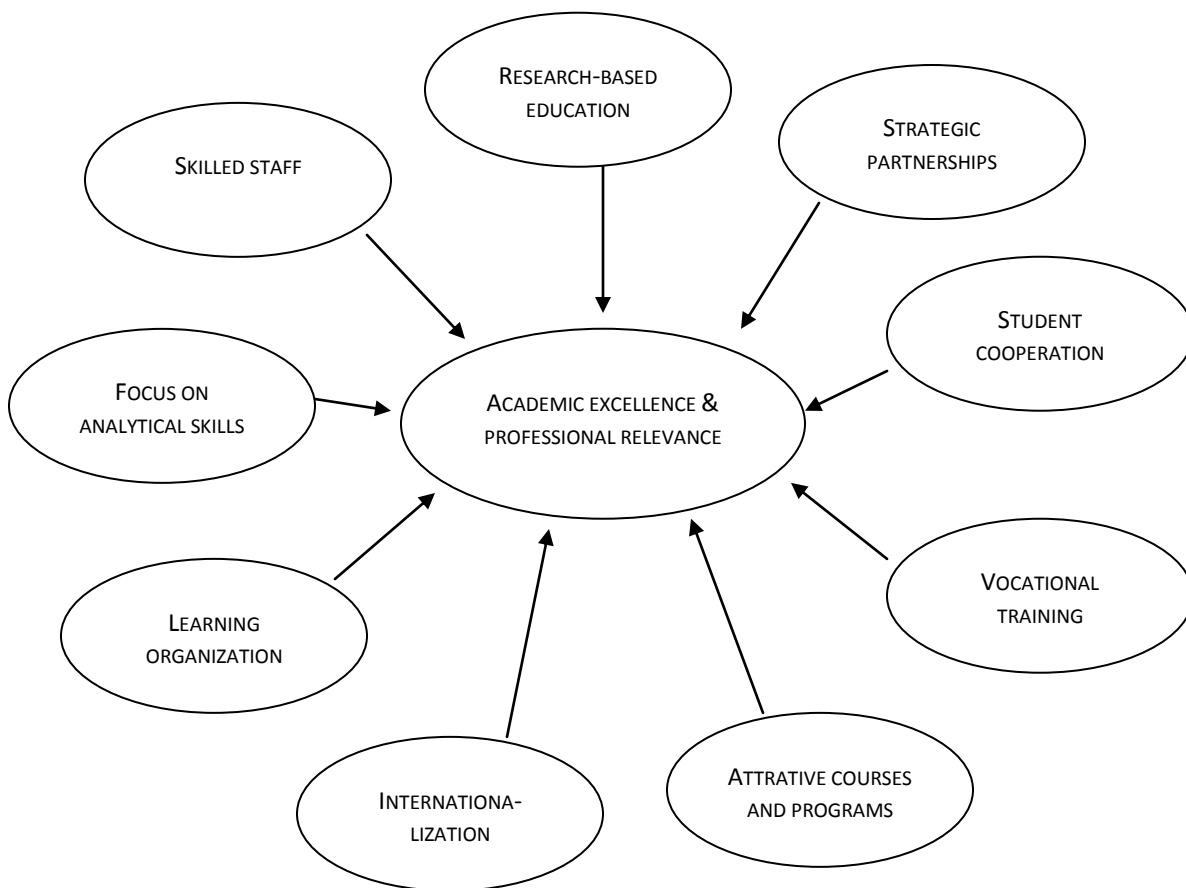 RESEARCH-BASED
EDUCATION
STRATEGIC
PARTNERSHIPS
SKILLED STAFF
STUDENT
COOPERATION
FOCUS ON
ANALYTICAL SKILLS
ACADEMIC EXCELLENCE &
PROFESSIONAL RELEVANCE
VOCATIONAL
TRAINING
LEARNING
ORGANIZATION
ATTRATIVE COURSES
AND PROGRAMS
INTERNATIONA-
LIZATION